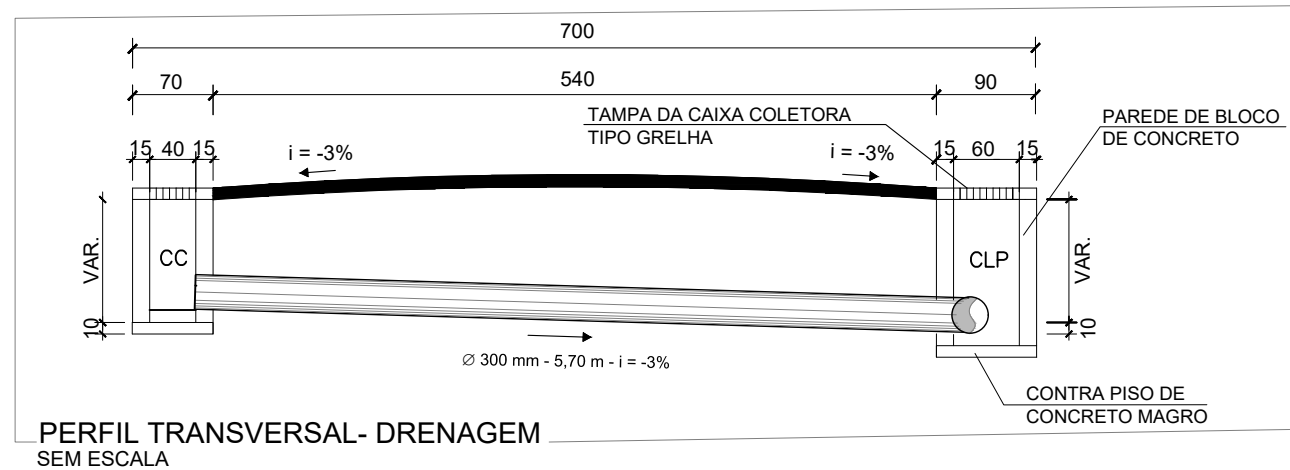 700
70
540
90
TAMPA DA CAIXA COLETORA
TIPO GRELHA
PAREDE DE BLOCO
DE CONCRETO
15
40
15
i = -3%
i = -3%
15
60
15
VAR.
CC
CLP
VAR.
10
10
Ø 300 mm - 5,70 m - i = -3%
CONTRA PISO DE
CONCRETO MAGRO
PERFIL TRANSVERSAL- DRENAGEM
SEM ESCALA